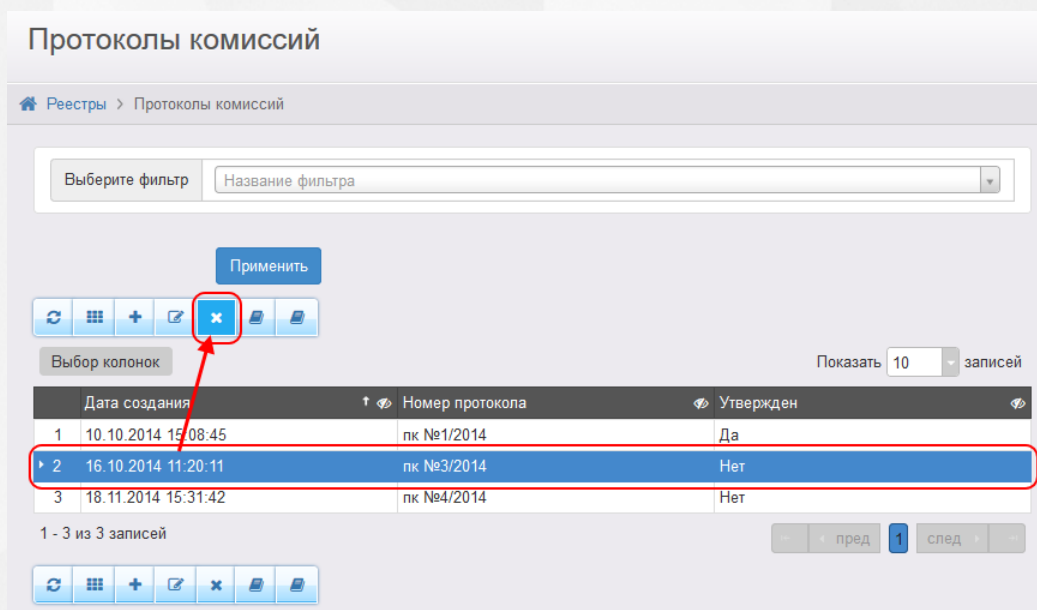 Протоколы комиссий
Реестры > Протоколы комиссий
Выберите фильтр Название фильтра
Применить
Выбор колонок Показать 10 записей
Дата создания Номер протокола Утвержден
1 10.10.2014 15:08:45 пк №1/2014 Да
2 16.10.2014 11:20:11 пк №3/2014 Нет
3 18.11.2014 15:31:42 пк №4/2014 Нет
1 - 3 из 3 записей пред 1 след